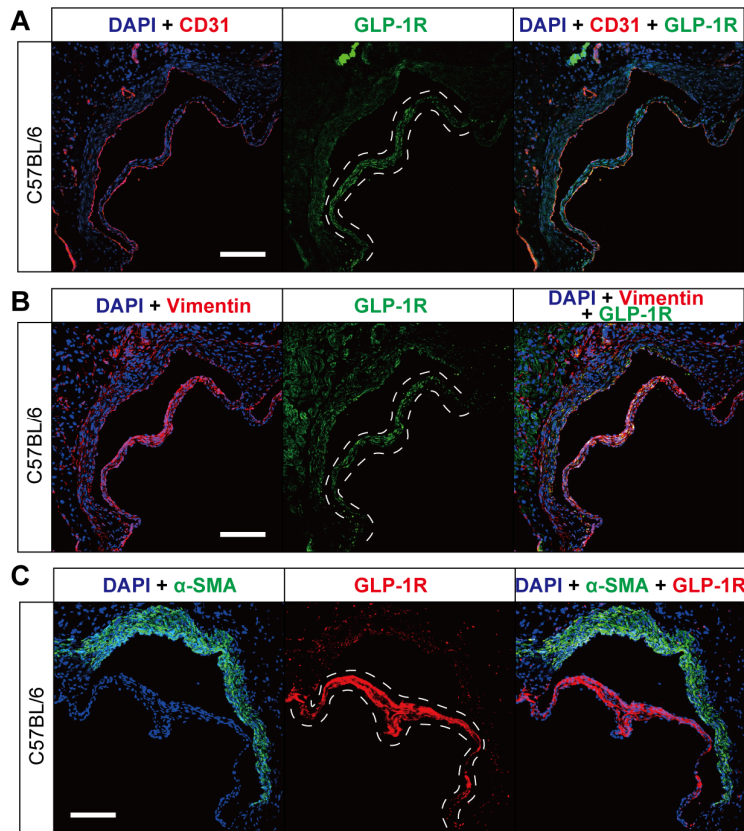 A
DAPI + CD31
GLP-1R
DAPI + CD31 + GLP-1R
C57BL/6
B
DAPI + Vimentin
GLP-1R
DAPI + Vimentin
+ GLP-1R
C57BL/6
C
DAPI + α-SMA
GLP-1R
DAPI + α-SMA + GLP-1R
C57BL/6